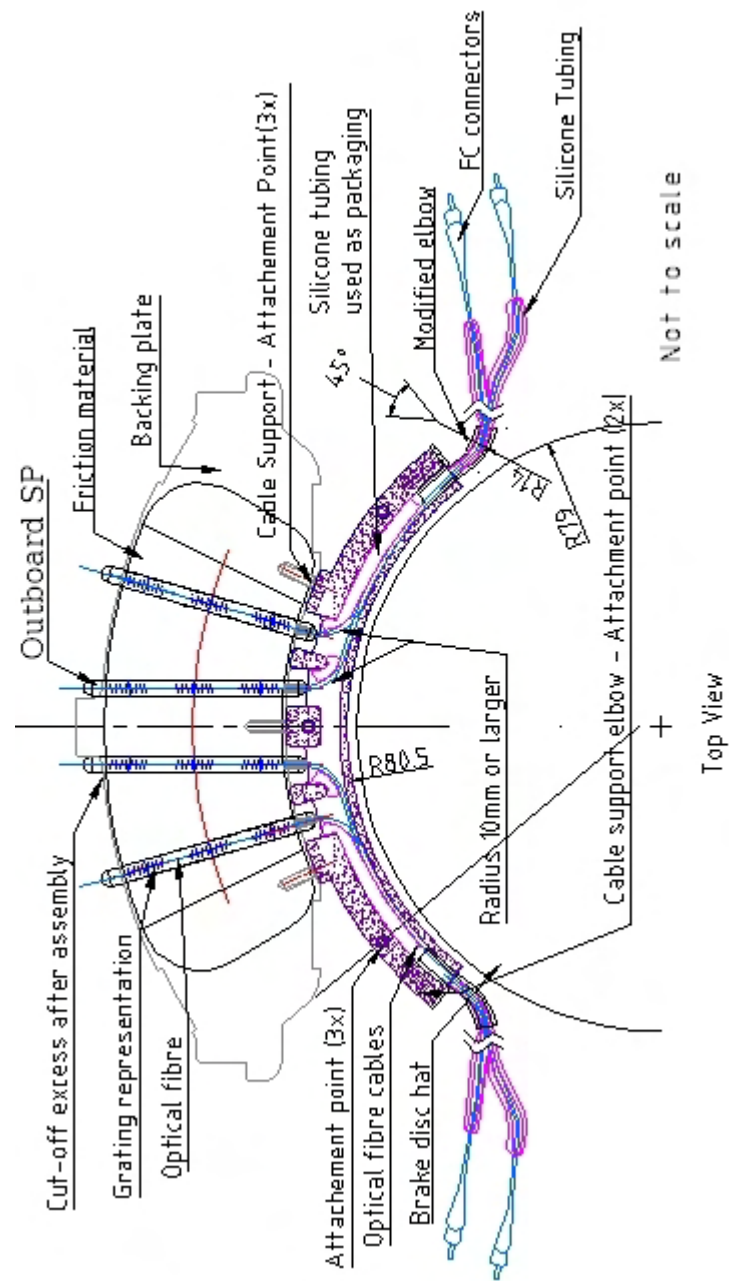 Cut-off excess after assembly
Grating representation
Optical fibre
Attachement point (3x)
Optical fibre cables
Brake disc hat
Outboard SP
Friction material
Backing plate
Cable Support - Attachement Point(3x)
Silicone tubing
used as packaging
Modified elbow
FC connectors
Silicone Tubing
45°
R14
R79
R80.5
Radius 10mm or larger
Cable support elbow - Attachment point (2x)
Top View
Not to scale